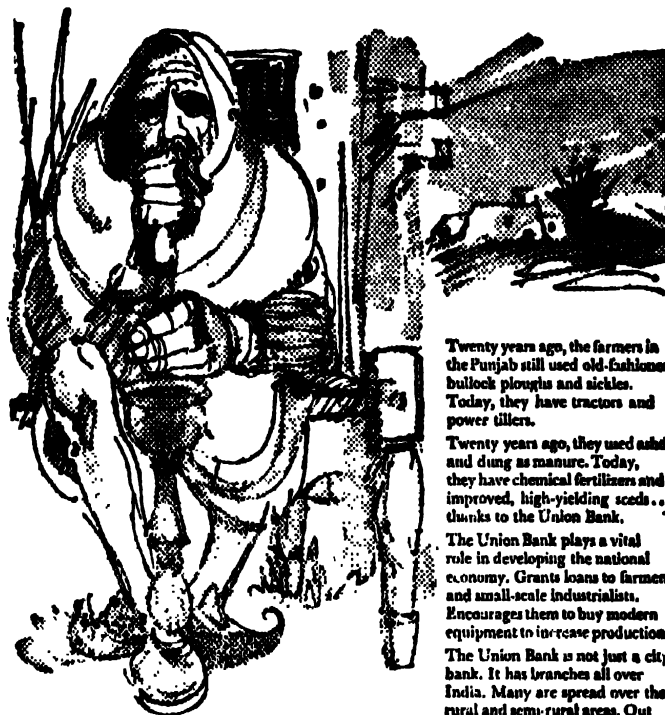 Twenty years ago, the farmers in
the Punjab still used old-fashione
bullock ploughs and sickles.
Today, they have tractors and
power tillers.
Twenty years ago, they used ashe
and dung as manure. Today,
they have chemical fertilizers and
improved, high-yielding seeds..
thanks to the Union Bank.
The Union Bank plays a vital
role in developing the national
economy. Grants loans to farmer
and small-scale industrialists.
Encourages them to buy modern
equipment to increase production
The Union Bank is not just a city
bank. It has branches all over
India. Many are spread over the
rural and semi-rural areas. Out